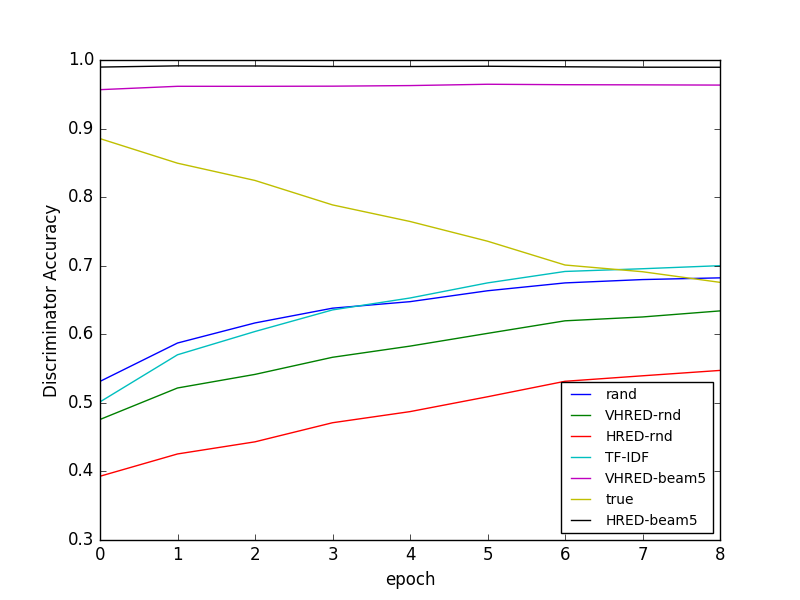 1.0
0.9
0.8
0.7
0.6
0.5
0.4
0.3
Discriminator Accuracy
0 1 2 3 4 5 6 7 8
epoch
rand
VHRED-rnd
HRED-rnd
TF-IDF
VHRED-beam5
true
HRED-beam5